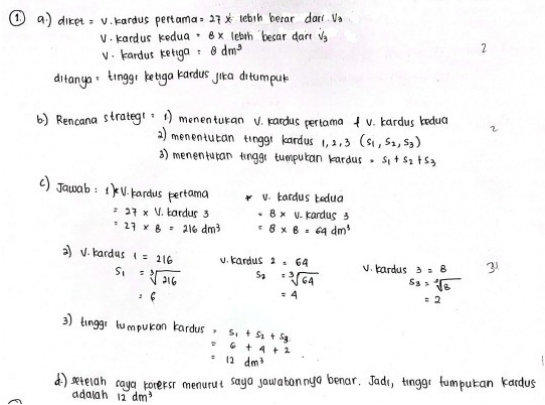 1. a.) diket = V. kardus pertama = 27 x lebih besar dari V3
V. kardus kedua = 8 x lebih besar dari V3
V. kardus ketiga = 8 dm³
2
ditanya = tinggi ketiga kardus jika ditumpuk
b) Rencana strategi = 1) menentukan V. kardus pertama & V. kardus kedua
2
2) menentukan tinggi kardus 1, 2, 3 (S1, S2, S3)
3) menentukan tinggi tumpukan kardus = S1 + S2 + S3
c) Jawab : 1) * V. kardus pertama
= 27 x V. kardus 3
= 27 x 8 = 216 dm³
* V. kardus kedua
= 8 x V. kardus 3
= 8 x 8 = 64 dm³
2) V. kardus 1 = 216
S1 = ³√216
= 6
V. kardus 2 = 64
S2 = ³√64
= 4
V. kardus 3 = 8
S3 = ³√8
= 2
3
3) tinggi tumpukan kardus = S1 + S2 + S3
= 6 + 4 + 2
= 12 dm³
d.) setelah saya koreksi menurut saya jawabannya benar. Jadi, tinggi tumpukan kardus
adalah 12 dm³